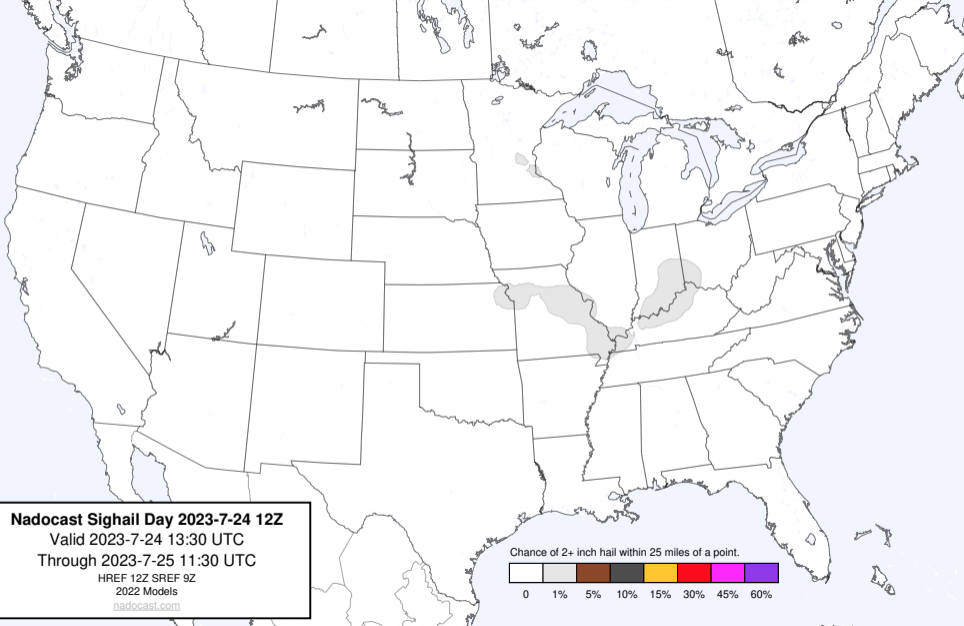 Nadocast Sighail Day 2023-7-24 12Z
Valid 2023-7-24 13:30 UTC
Through 2023-7-25 11:30 UTC
HREF 12Z SREF 9Z
2022 Models
nadocast.com
Chance of 2+ inch hail within 25 miles of a point.
0 1% 5% 10% 15% 30% 45% 60%